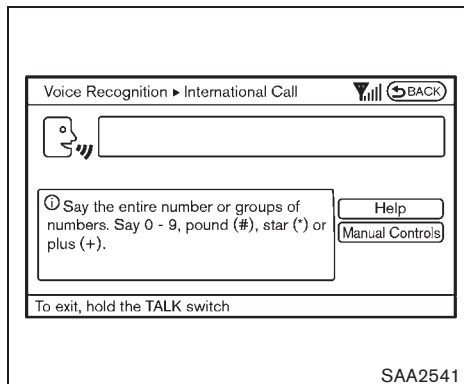 Voice Recognition ▸ International Call
BACK
ⓘ Say the entire number or groups of
numbers. Say 0 - 9, pound (#), star (*) or
plus (+).
Help
Manual Controls
To exit, hold the TALK switch
SAA2541